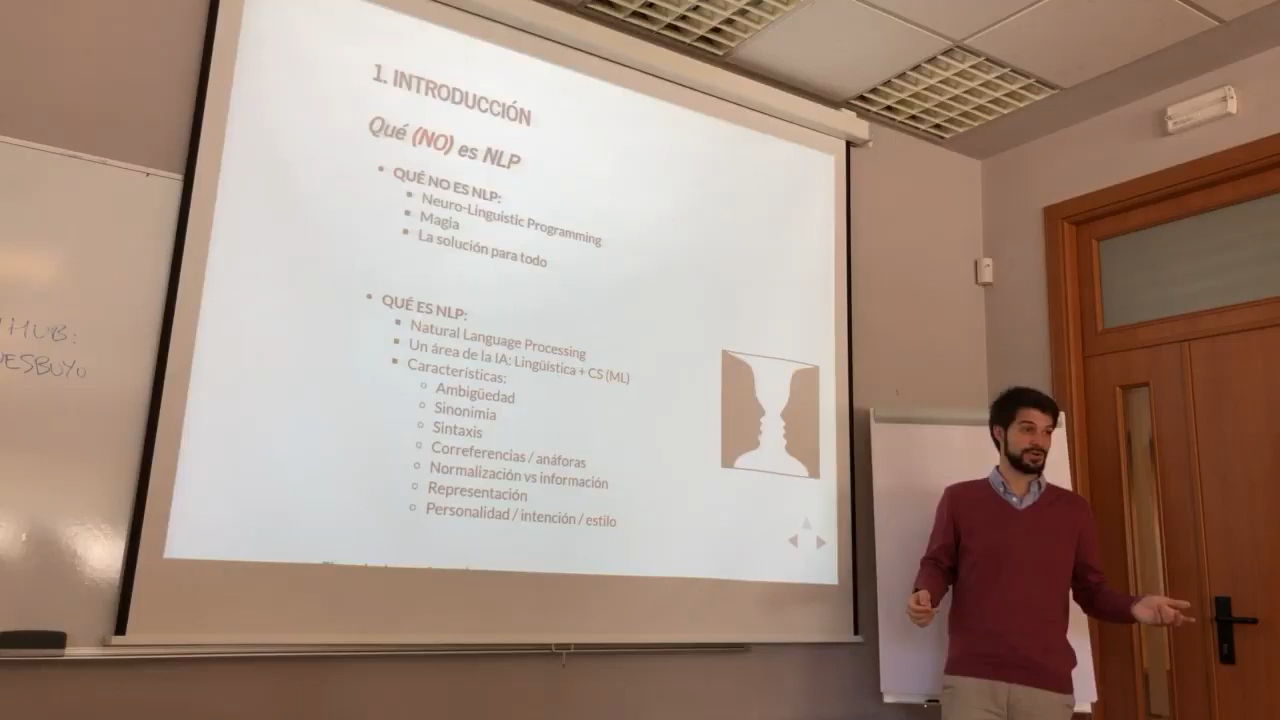 1. INTRODUCCIÓN
Qué (NO) es NLP
QUÉ NO ES NLP:
Neuro-Linguistic Programming
Magia
La solución para todo
QUÉ ES NLP:
Natural Language Processing
Un área de la IA: Lingüística + CS (ML)
Características:
Ambigüedad
Sinonimia
Sintaxis
Correferencias / anáforas
Normalización vs información
Representación
Personalidad / intención / estilo
HUB:
UESBUYO